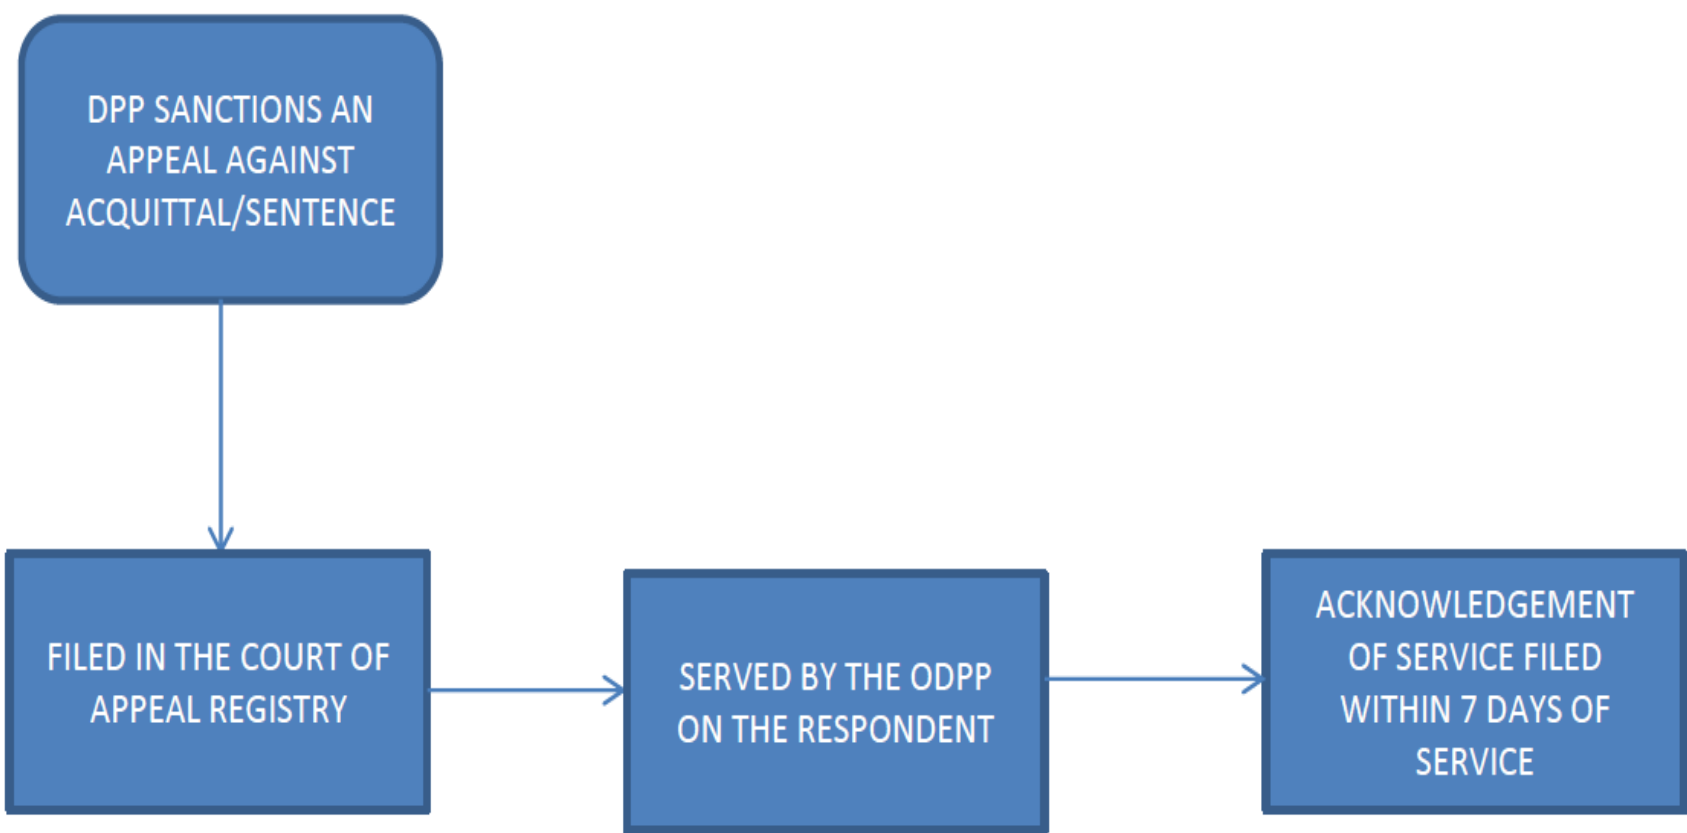 DPP SANCTIONS AN
APPEAL AGAINST
ACQUITTAL/SENTENCE
FILED IN THE COURT OF
APPEAL REGISTRY
SERVED BY THE ODPP
ON THE RESPONDENT
ACKNOWLEDGEMENT
OF SERVICE FILED
WITHIN 7 DAYS OF
SERVICE